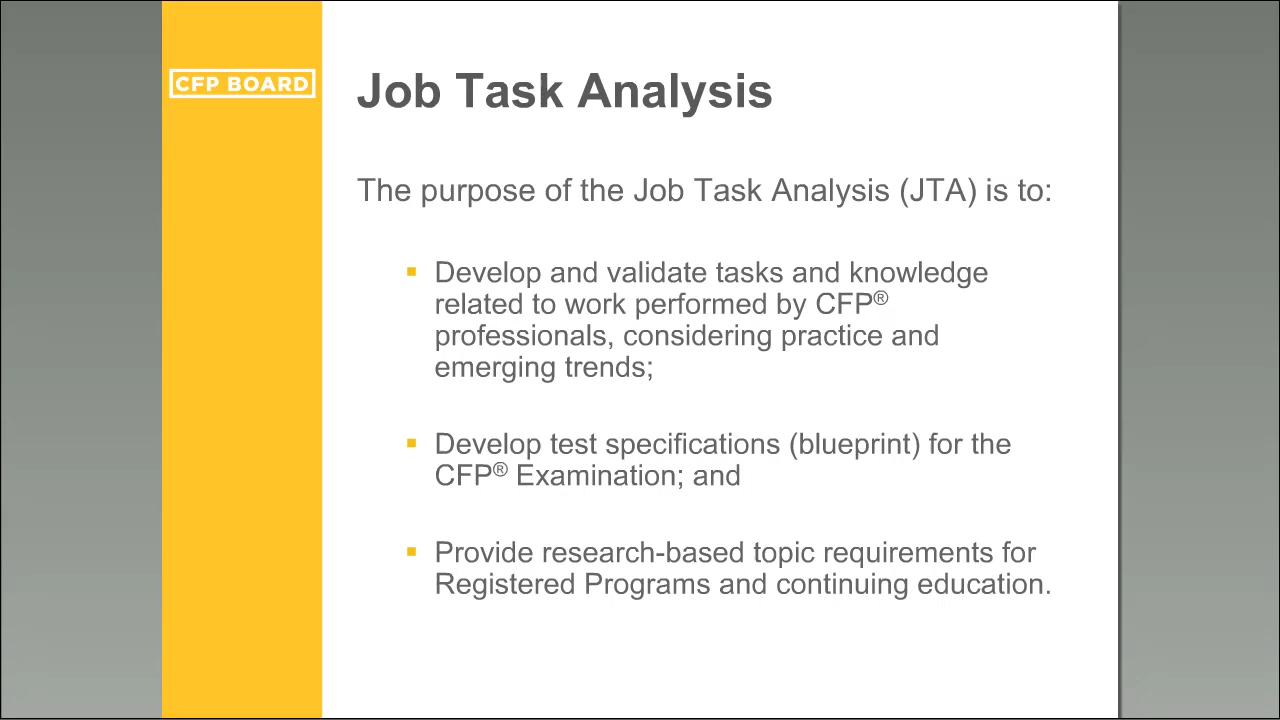 CFP BOARD
Job Task Analysis
The purpose of the Job Task Analysis (JTA) is to:
▪ Develop and validate tasks and knowledge
related to work performed by CFP®
professionals, considering practice and
emerging trends;
▪ Develop test specifications (blueprint) for the
CFP® Examination; and
▪ Provide research-based topic requirements for
Registered Programs and continuing education.